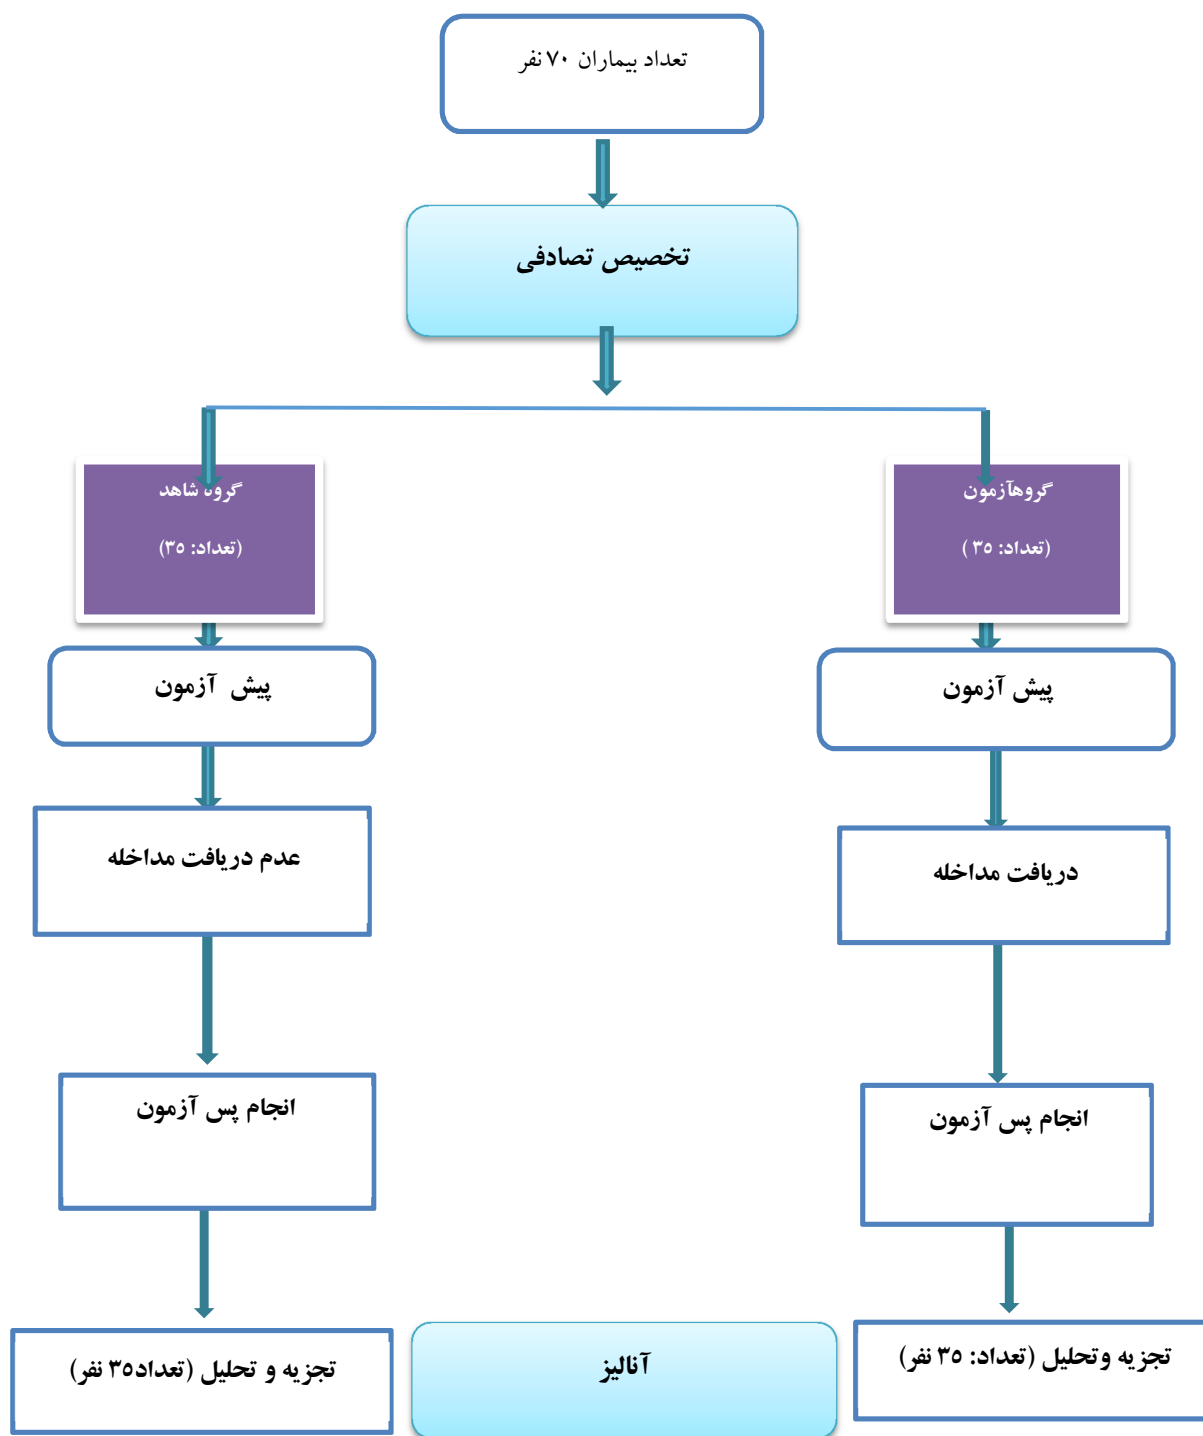 تعداد بیماران ۷۰ نفر
تخصیص تصادفی
گروهآزمون
(تعداد: ۳۵ )
گروه شاهد
(تعداد: ۳۵)
پیش آزمون
پیش آزمون
دریافت مداخله
عدم دریافت مداخله
انجام پس آزمون
انجام پس آزمون
تجزیه وتحلیل (تعداد: ۳۵ نفر)
آنالیز
تجزیه و تحلیل (تعداد۳۵ نفر)